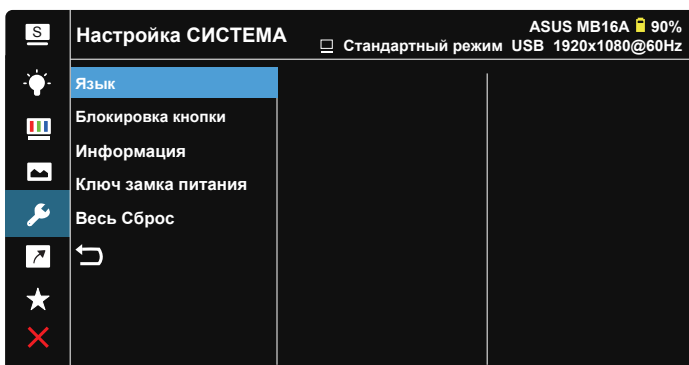 S
Настройка СИСТЕМА
ASUS MB16A 90%
Стандартный режим USB 1920x1080@60Hz
Язык
Блокировка кнопки
Информация
Ключ замка питания
Весь Сброс